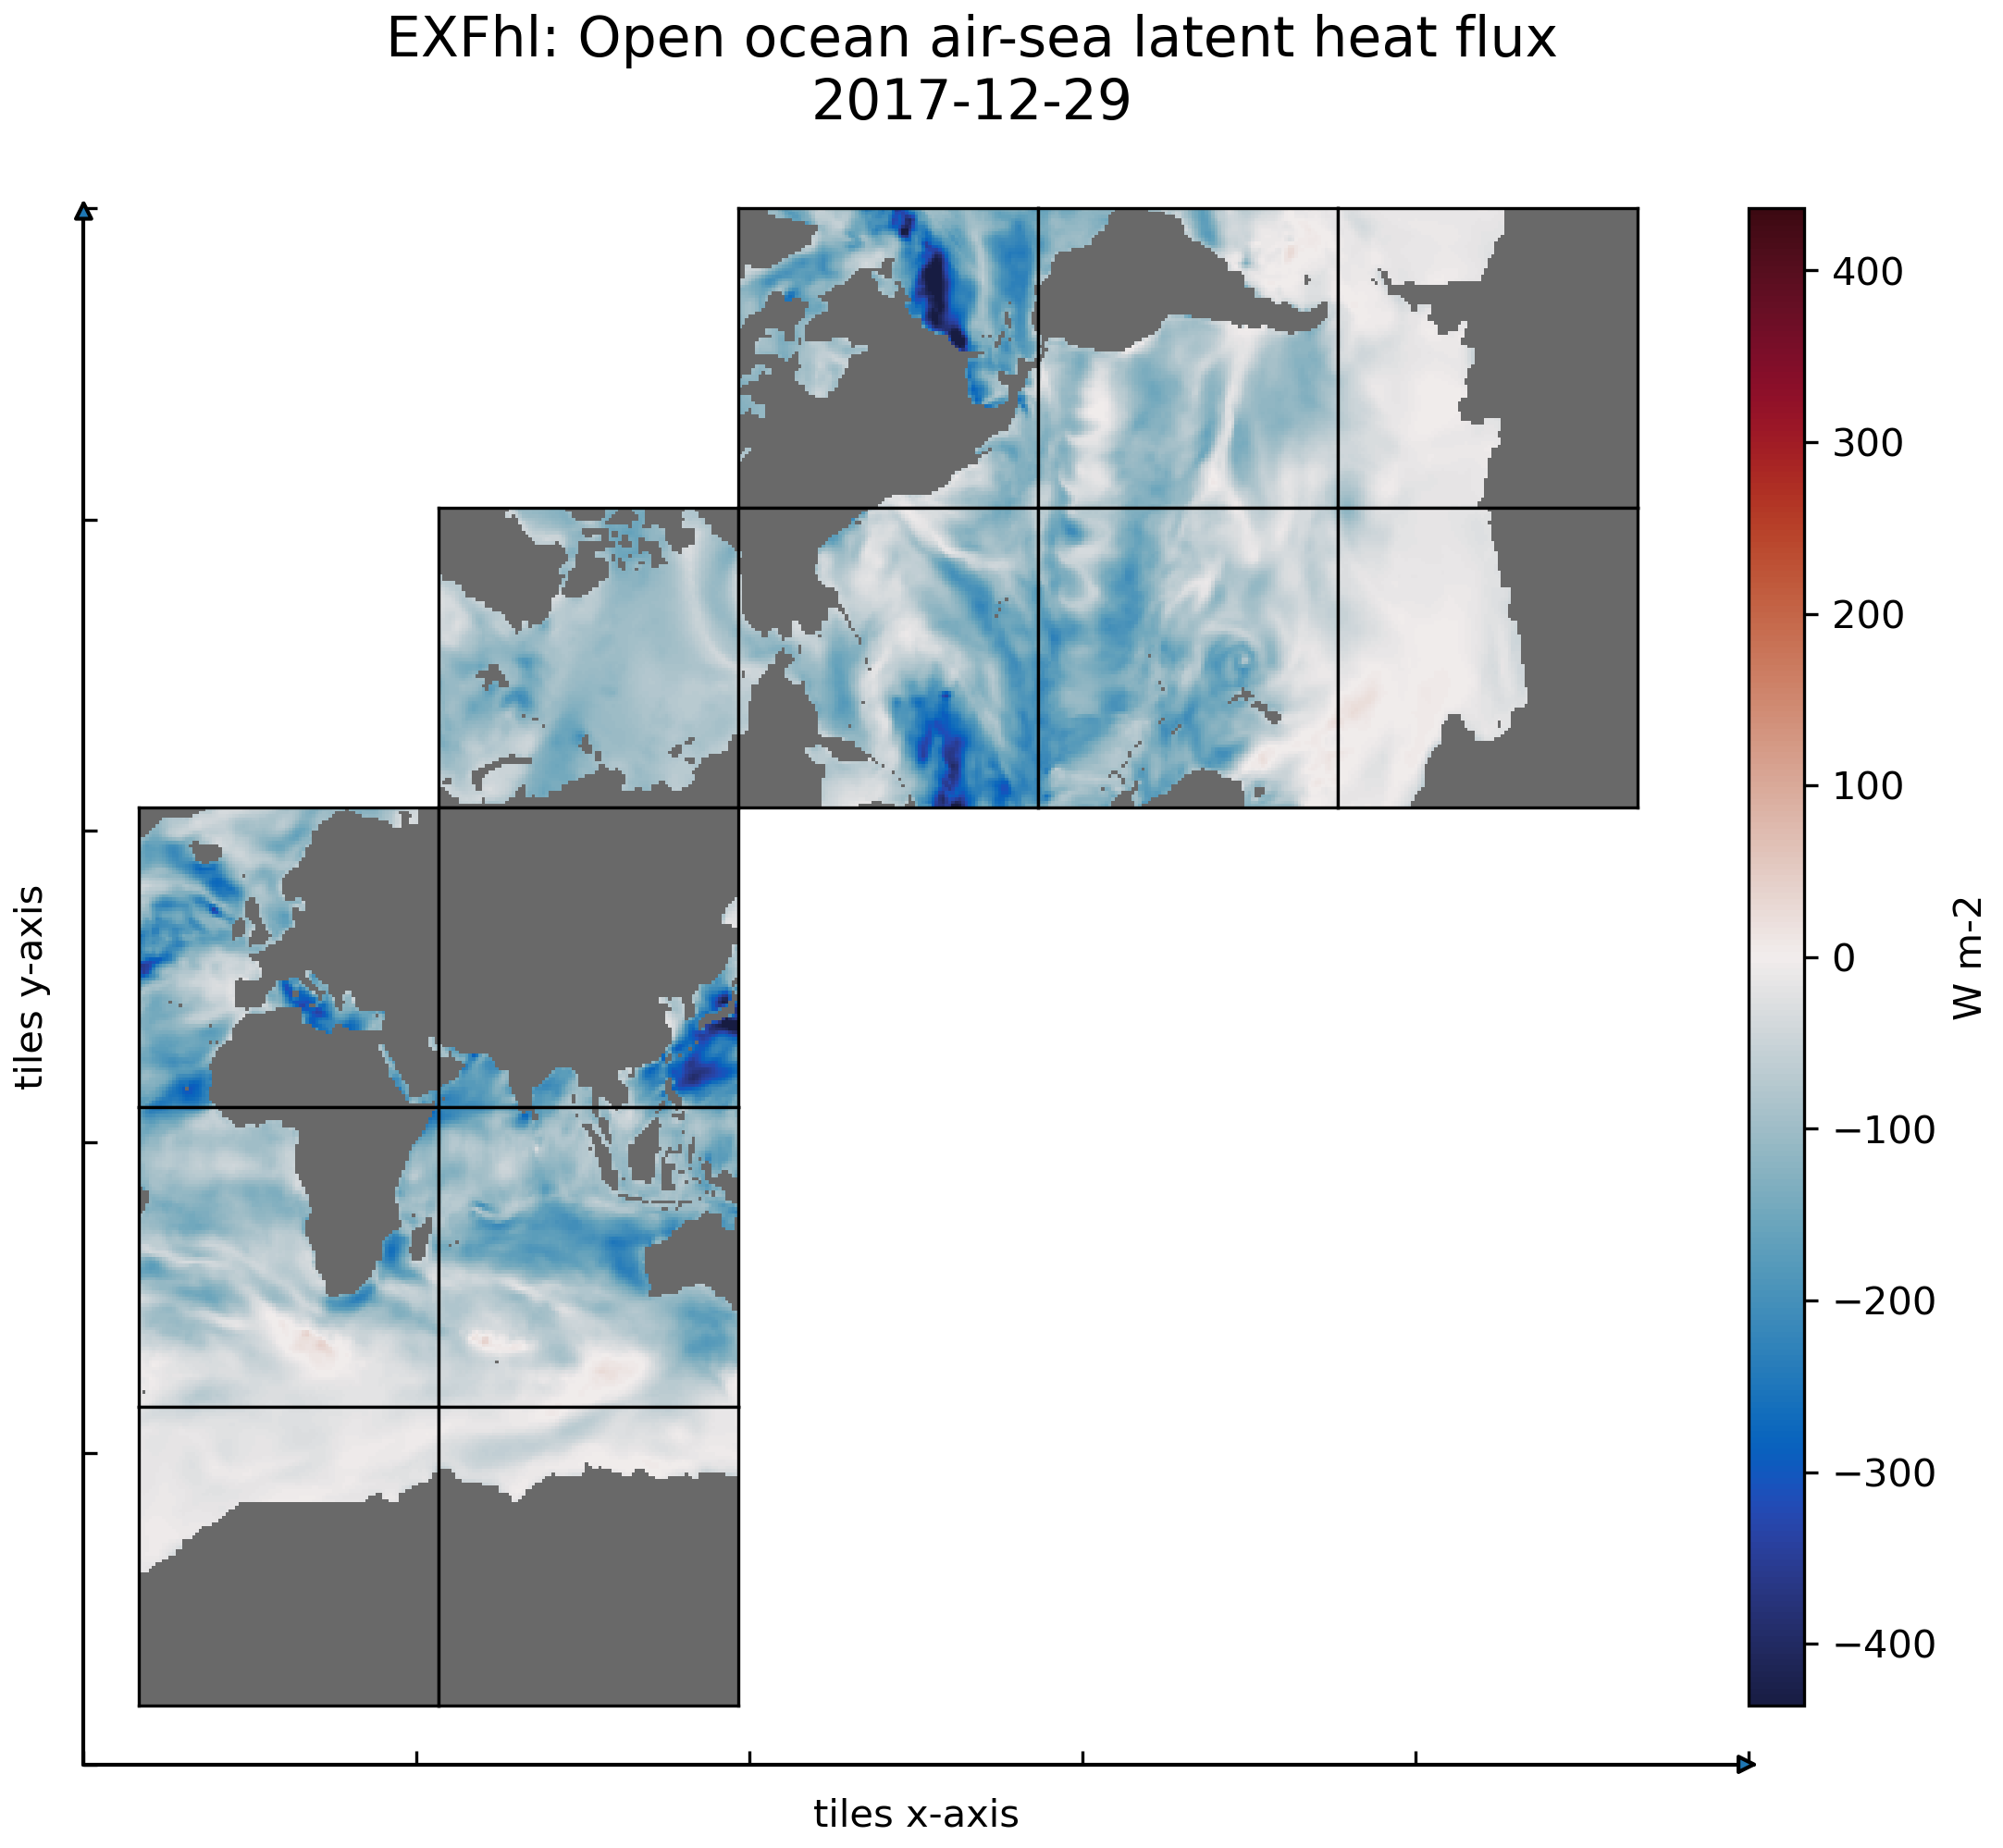 EXFhl: Open ocean air-sea latent heat flux
2017-12-29
tiles y-axis
tiles x-axis
400
300
200
100
0
−100
−200
−300
−400
W m-2